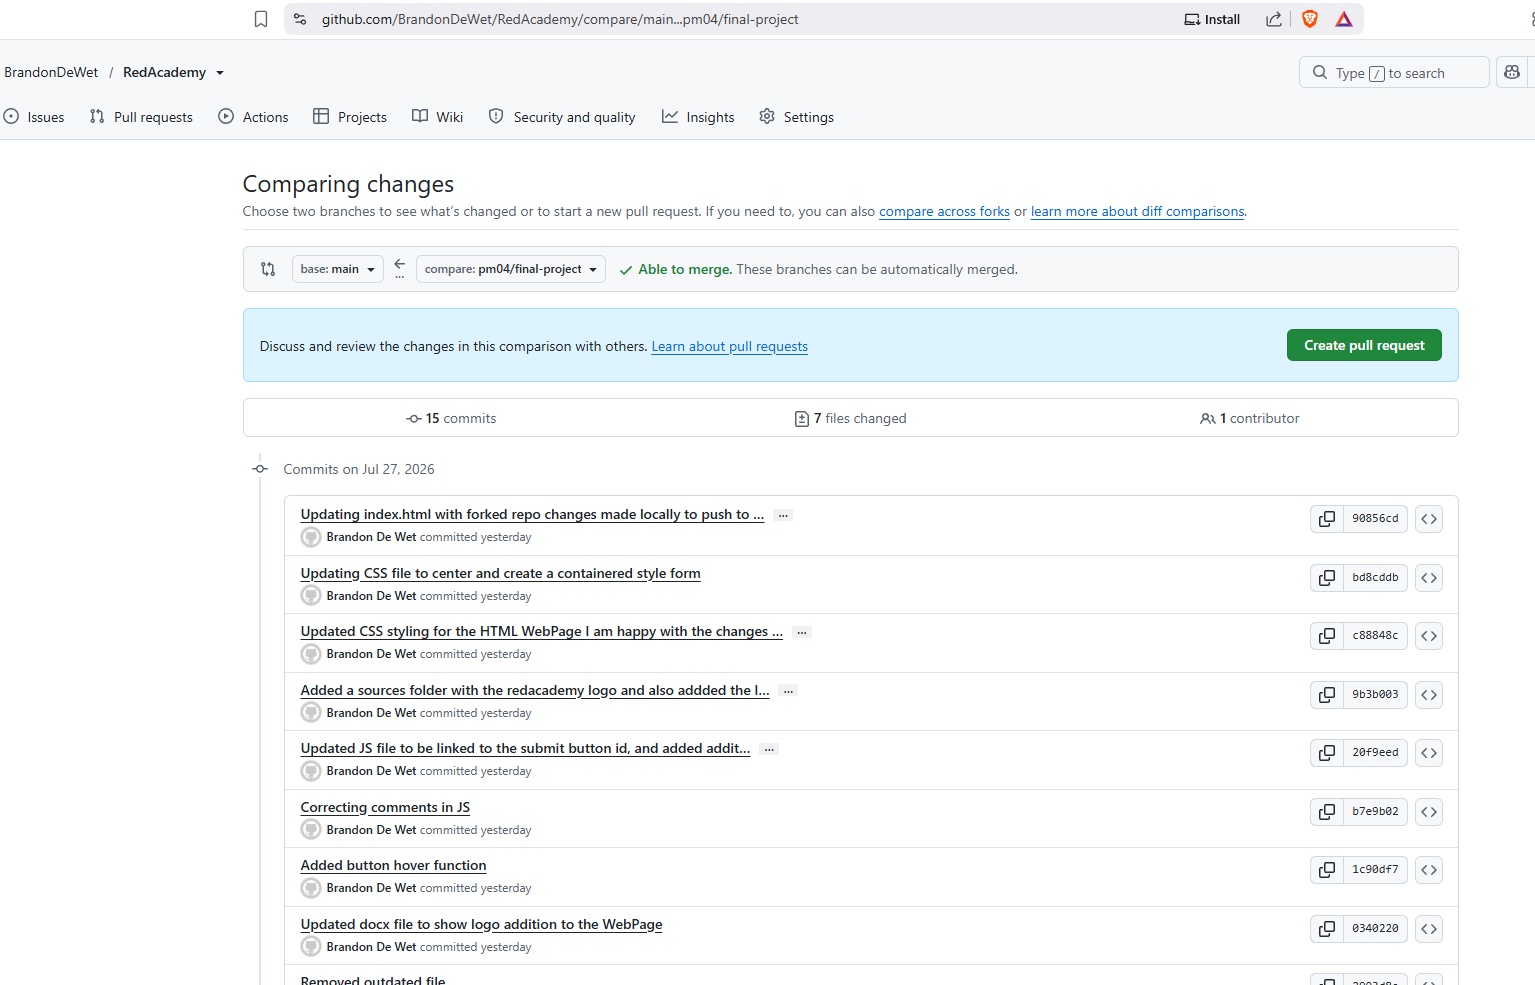 github.com/BrandonDeWet/RedAcademy/compare/main...pm04/final-project
Install
BrandonDeWet / RedAcademy
Type / to search
Issues
Pull requests
Actions
Projects
Wiki
Security and quality
Insights
Settings
Comparing changes
Choose two branches to see what's changed or to start a new pull request. If you need to, you can also compare across forks or learn more about diff comparisons.
base: main
...
compare: pm04/final-project
Able to merge. These branches can be automatically merged.
Discuss and review the changes in this comparison with others. Learn about pull requests
Create pull request
15 commits
7 files changed
1 contributor
Commits on Jul 27, 2026
Updating index.html with forked repo changes made locally to push to ... ...
90856cd
Brandon De Wet committed yesterday
Updating CSS file to center and create a containered style form
bd8cddb
Brandon De Wet committed yesterday
Updated CSS styling for the HTML WebPage I am happy with the changes ... ...
c88848c
Brandon De Wet committed yesterday
Added a sources folder with the redacademy logo and also addded the l... ...
9b3b003
Brandon De Wet committed yesterday
Updated JS file to be linked to the submit button id, and added addit... ...
20f9eed
Brandon De Wet committed yesterday
Correcting comments in JS
b7e9b02
Brandon De Wet committed yesterday
Added button hover function
1c90df7
Brandon De Wet committed yesterday
Updated docx file to show logo addition to the WebPage
0340220
Brandon De Wet committed yesterday
Removed outdated file